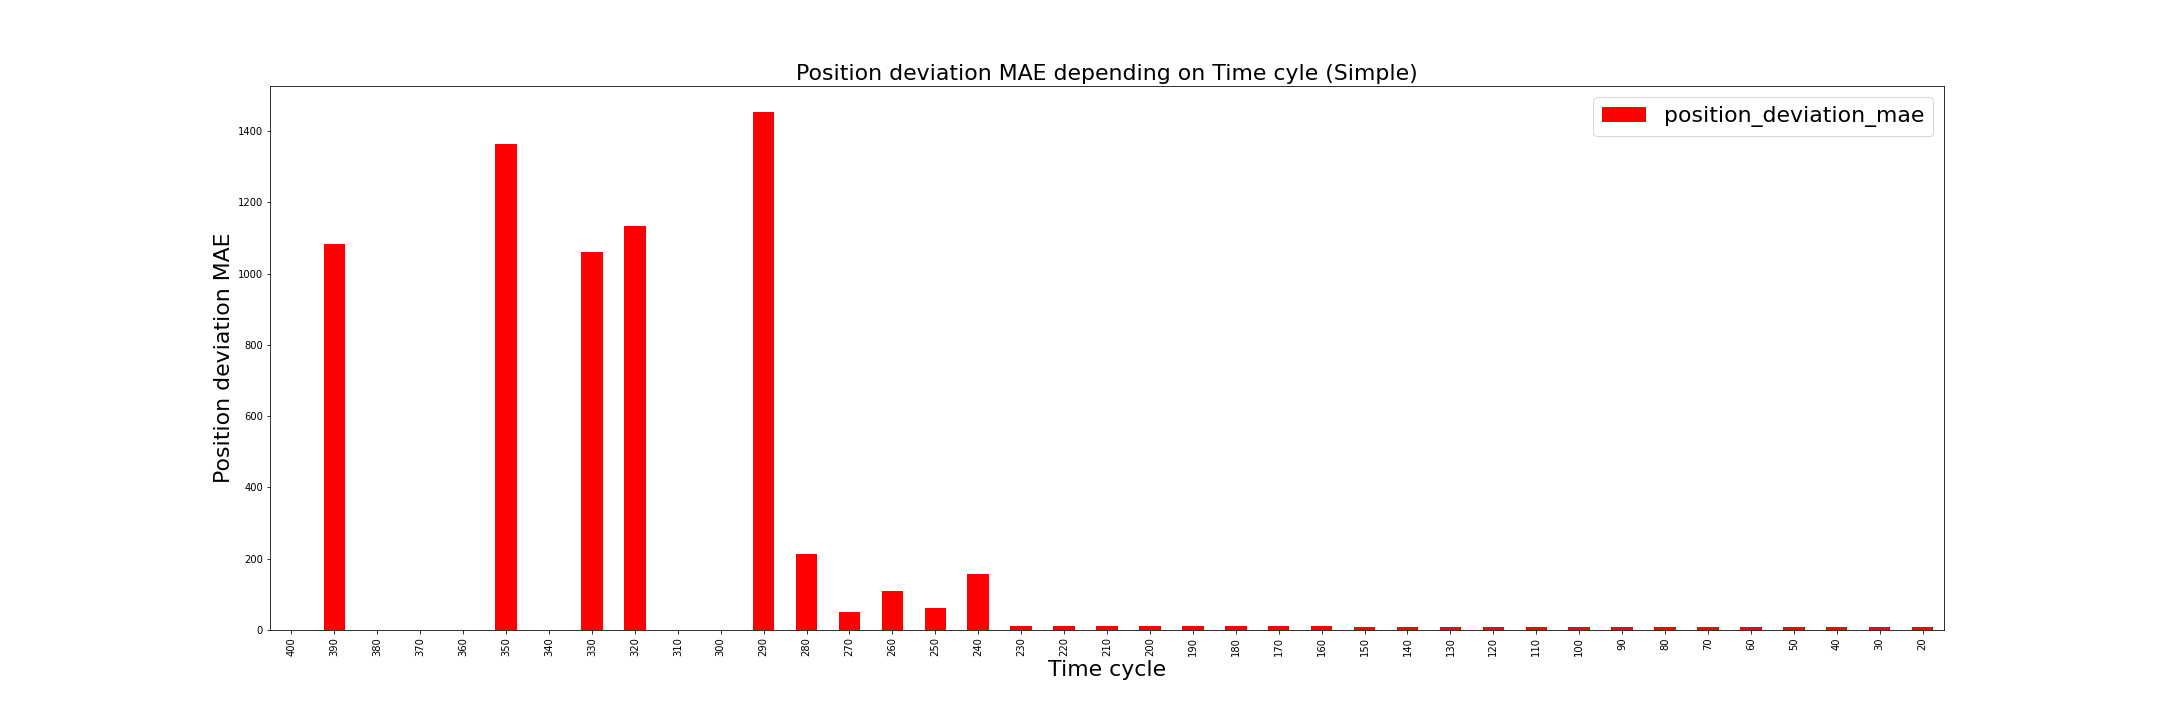 Position deviation MAE depending on Time cyle (Simple)
position_deviation_mae
Position deviation MAE
1400
1200
1000
800
600
400
200
0
400 390 380 370 360 350 340 330 320 310 300 290 280 270 260 250 240 230 220 210 200 190 180 170 160 150 140 130 120 110 100 90 80 70 60 50 40 30 20
Time cycle